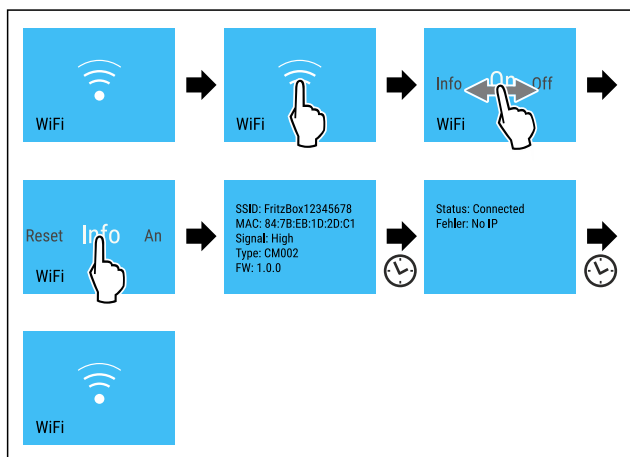 WiFi
WiFi
Info On Off
WiFi
Reset Info An
WiFi
SSID: FritzBox12345678
MAC: 84:7B:EB:1D:2D:C1
Signal: High
Type: CM002
FW: 1.0.0
Status: Connected
Fehler: No IP
WiFi